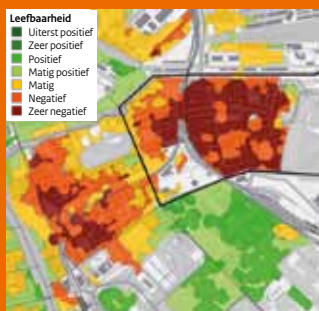 Leefbaarheid
Uiterst positief
Zeer positief
Positief
Matig positief
Matig
Negatief
Zeer negatief